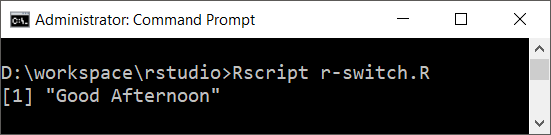 Administrator: Command Prompt
D:\workspace\rstudio>Rscript r-switch.R
[1] "Good Afternoon"